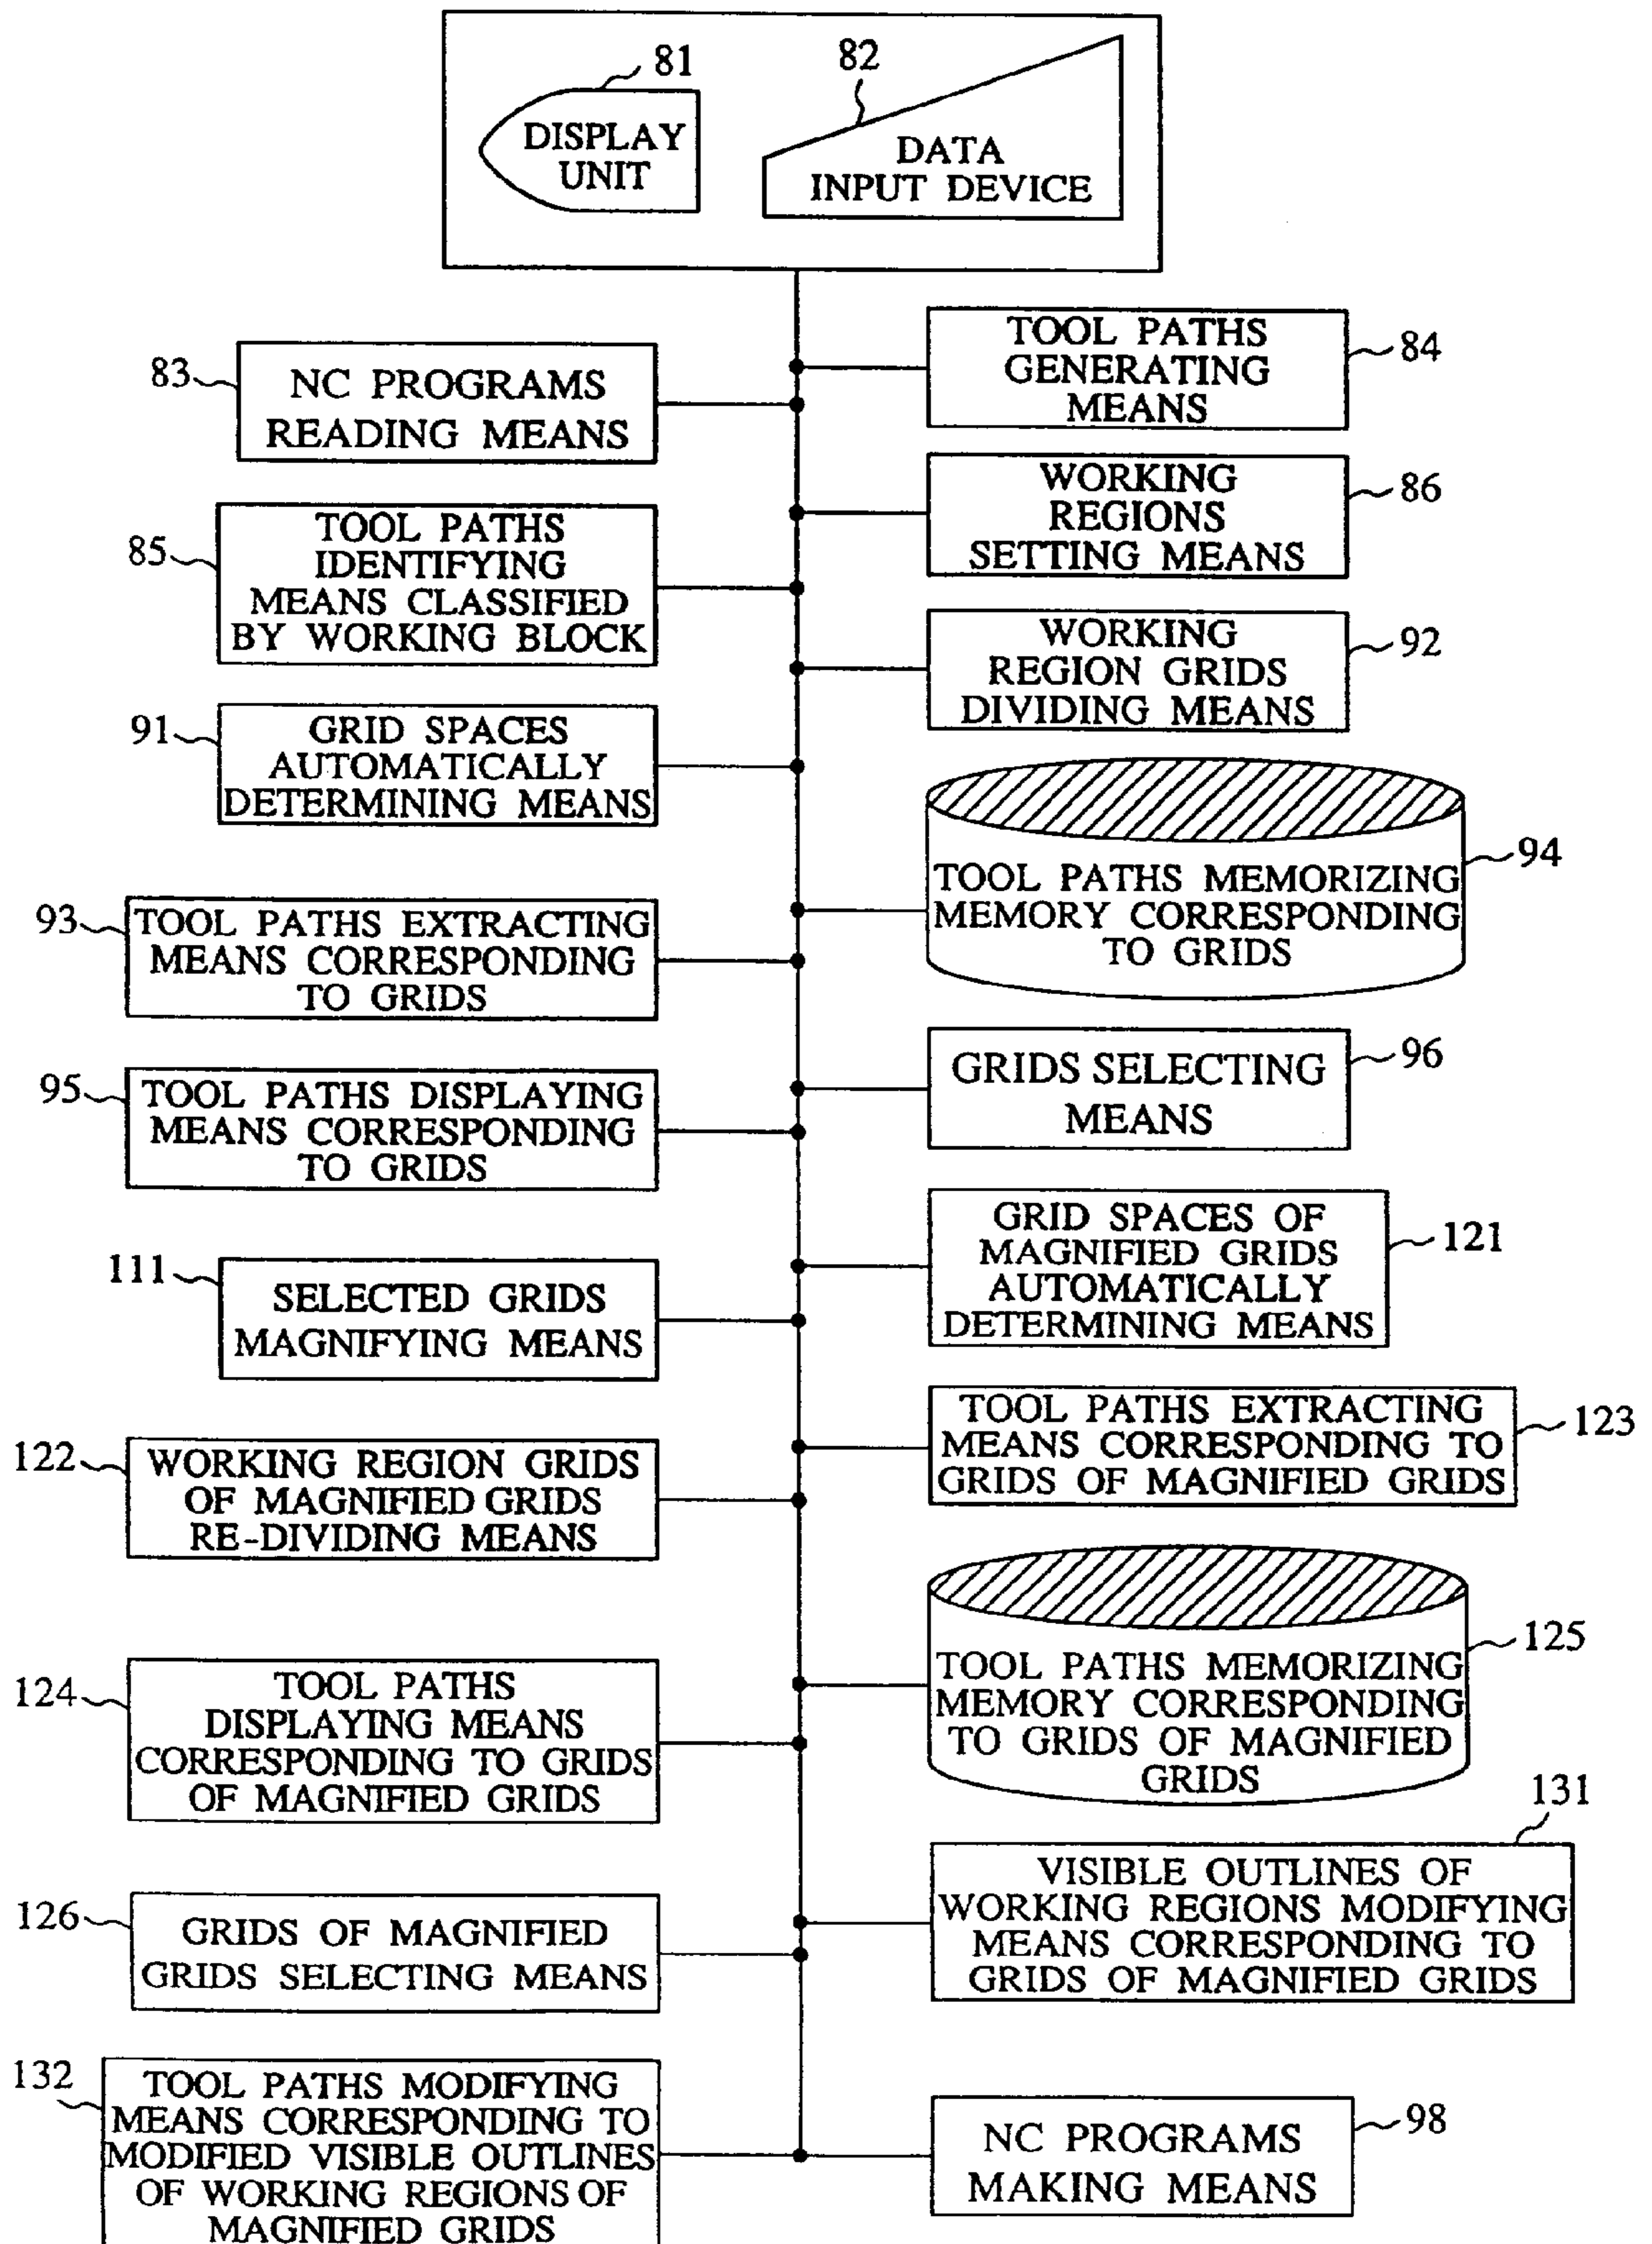 81
DISPLAY
UNIT
82
DATA
INPUT DEVICE
83
NC PROGRAMS
READING MEANS
TOOL PATHS
GENERATING
MEANS
84
85
TOOL PATHS
IDENTIFYING
MEANS CLASSIFIED
BY WORKING BLOCK
WORKING
REGIONS
SETTING MEANS
86
91
GRID SPACES
AUTOMATICALLY
DETERMINING MEANS
WORKING
REGION GRIDS
DIVIDING MEANS
92
93
TOOL PATHS EXTRACTING
MEANS CORRESPONDING
TO GRIDS
TOOL PATHS MEMORIZING
MEMORY CORRESPONDING
TO GRIDS
94
95
TOOL PATHS DISPLAYING
MEANS CORRESPONDING
TO GRIDS
GRIDS SELECTING
MEANS
96
111
SELECTED GRIDS
MAGNIFYING MEANS
GRID SPACES OF
MAGNIFIED GRIDS
AUTOMATICALLY
DETERMINING MEANS
121
122
WORKING REGION GRIDS
OF MAGNIFIED GRIDS
RE-DIVIDING MEANS
TOOL PATHS EXTRACTING
MEANS CORRESPONDING TO
GRIDS OF MAGNIFIED GRIDS
123
124
TOOL PATHS
DISPLAYING MEANS
CORRESPONDING TO GRIDS
OF MAGNIFIED GRIDS
TOOL PATHS MEMORIZING
MEMORY CORRESPONDING
TO GRIDS OF MAGNIFIED
GRIDS
125
126
GRIDS OF MAGNIFIED
GRIDS SELECTING MEANS
131
VISIBLE OUTLINES OF
WORKING REGIONS MODIFYING
MEANS CORRESPONDING TO
GRIDS OF MAGNIFIED GRIDS
132
TOOL PATHS MODIFYING
MEANS CORRESPONDING TO
MODIFIED VISIBLE OUTLINES
OF WORKING REGIONS OF
MAGNIFIED GRIDS
NC PROGRAMS
MAKING MEANS
98